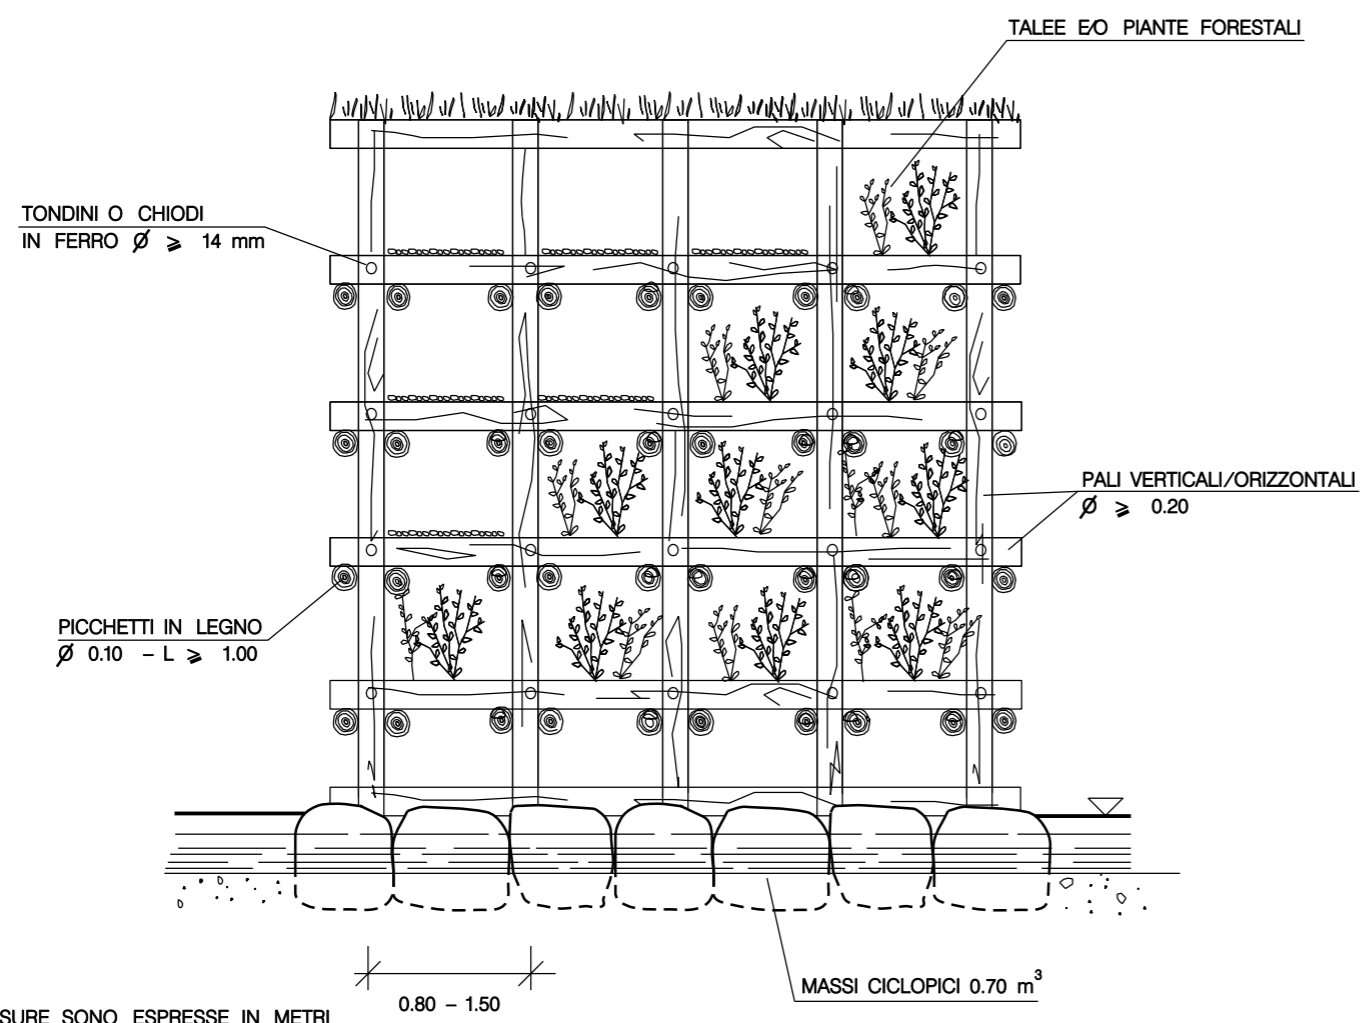 TALEE E/O PIANTE FORESTALI
TONDINI O CHIODI
IN FERRO Ø ⩾ 14 mm
PALI VERTICALI/ORIZZONTALI
Ø ⩾ 0.20
PICCHETTI IN LEGNO
Ø 0.10 - L ⩾ 1.00
MASSI CICLOPICI 0.70 m³
0.80 - 1.50
SURE SONO ESPRESSE IN METRI